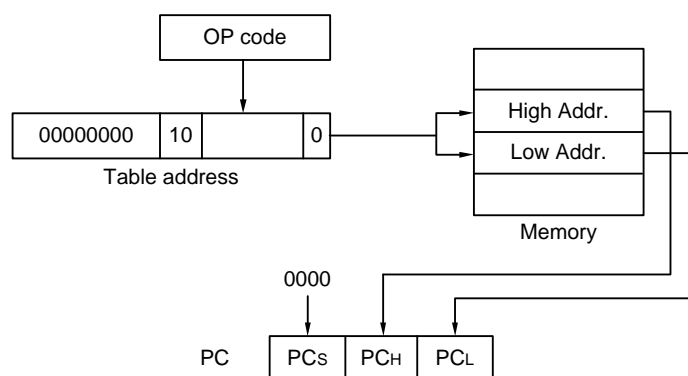 OP code
00000000 10 0
Table address
High Addr.
Low Addr.
Memory
0000
PC PCS PCH PCL